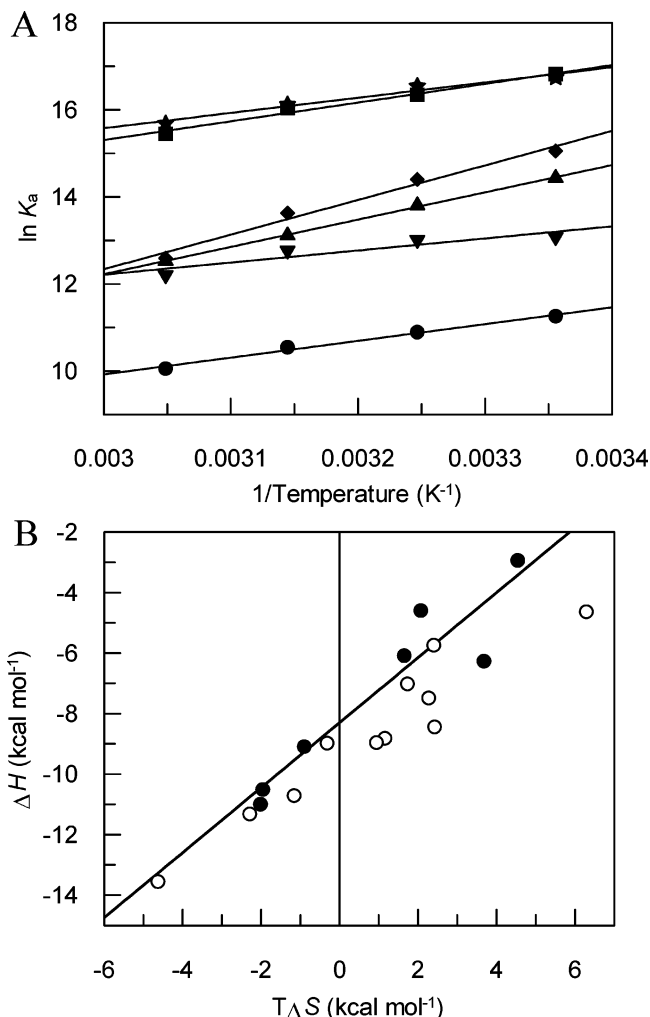 A
18
16
14
12
10
ln Ka
0.003 0.0031 0.0032 0.0033 0.0034
1/Temperature (K-1)
B
-2
-4
-6
-8
-10
-12
-14
ΔH (kcal mol-1)
-6 -4 -2 0 2 4 6
TΔS (kcal mol-1)